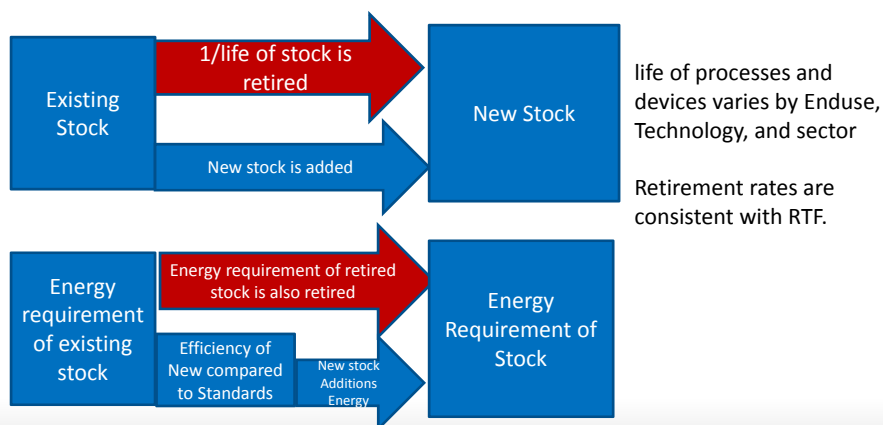 Existing
Stock
1/life of stock is
retired
New stock is added
New Stock
life of processes and
devices varies by Enduse,
Technology, and sector
Retirement rates are
consistent with RTF.
Energy
requirement
of existing
stock
Energy requirement of retired
stock is also retired
Efficiency of
New compared
to Standards
New stock
Additions
Energy
Energy
Requirement of
Stock